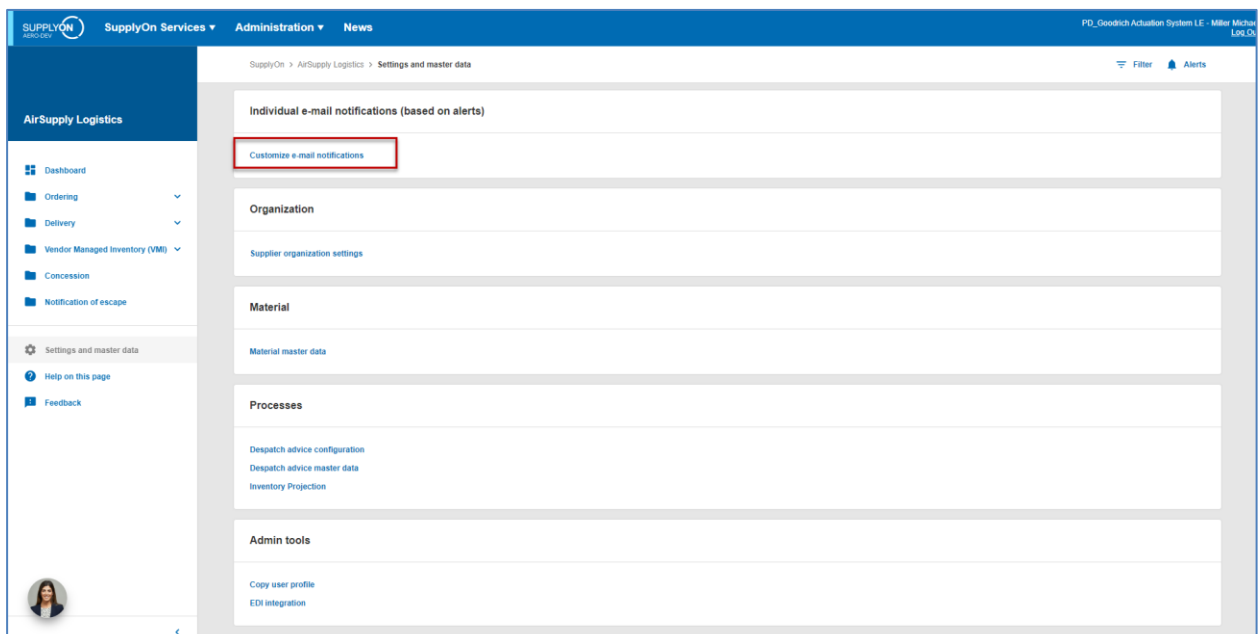 SUPPLYON
AERO-DEV
SupplyOn Services ▾ Administration ▾ News
PD_Goodrich Actuation System LE - Miller Michae
Log Ou
SupplyOn > AirSupply Logistics > Settings and master data
Filter Alerts
AirSupply Logistics
Dashboard
Ordering
Delivery
Vendor Managed Inventory (VMI)
Concession
Notification of escape
Settings and master data
Help on this page
Feedback
Individual e-mail notifications (based on alerts)
Customize e-mail notifications
Organization
Supplier organization settings
Material
Material master data
Processes
Despatch advice configuration
Despatch advice master data
Inventory Projection
Admin tools
Copy user profile
EDI integration